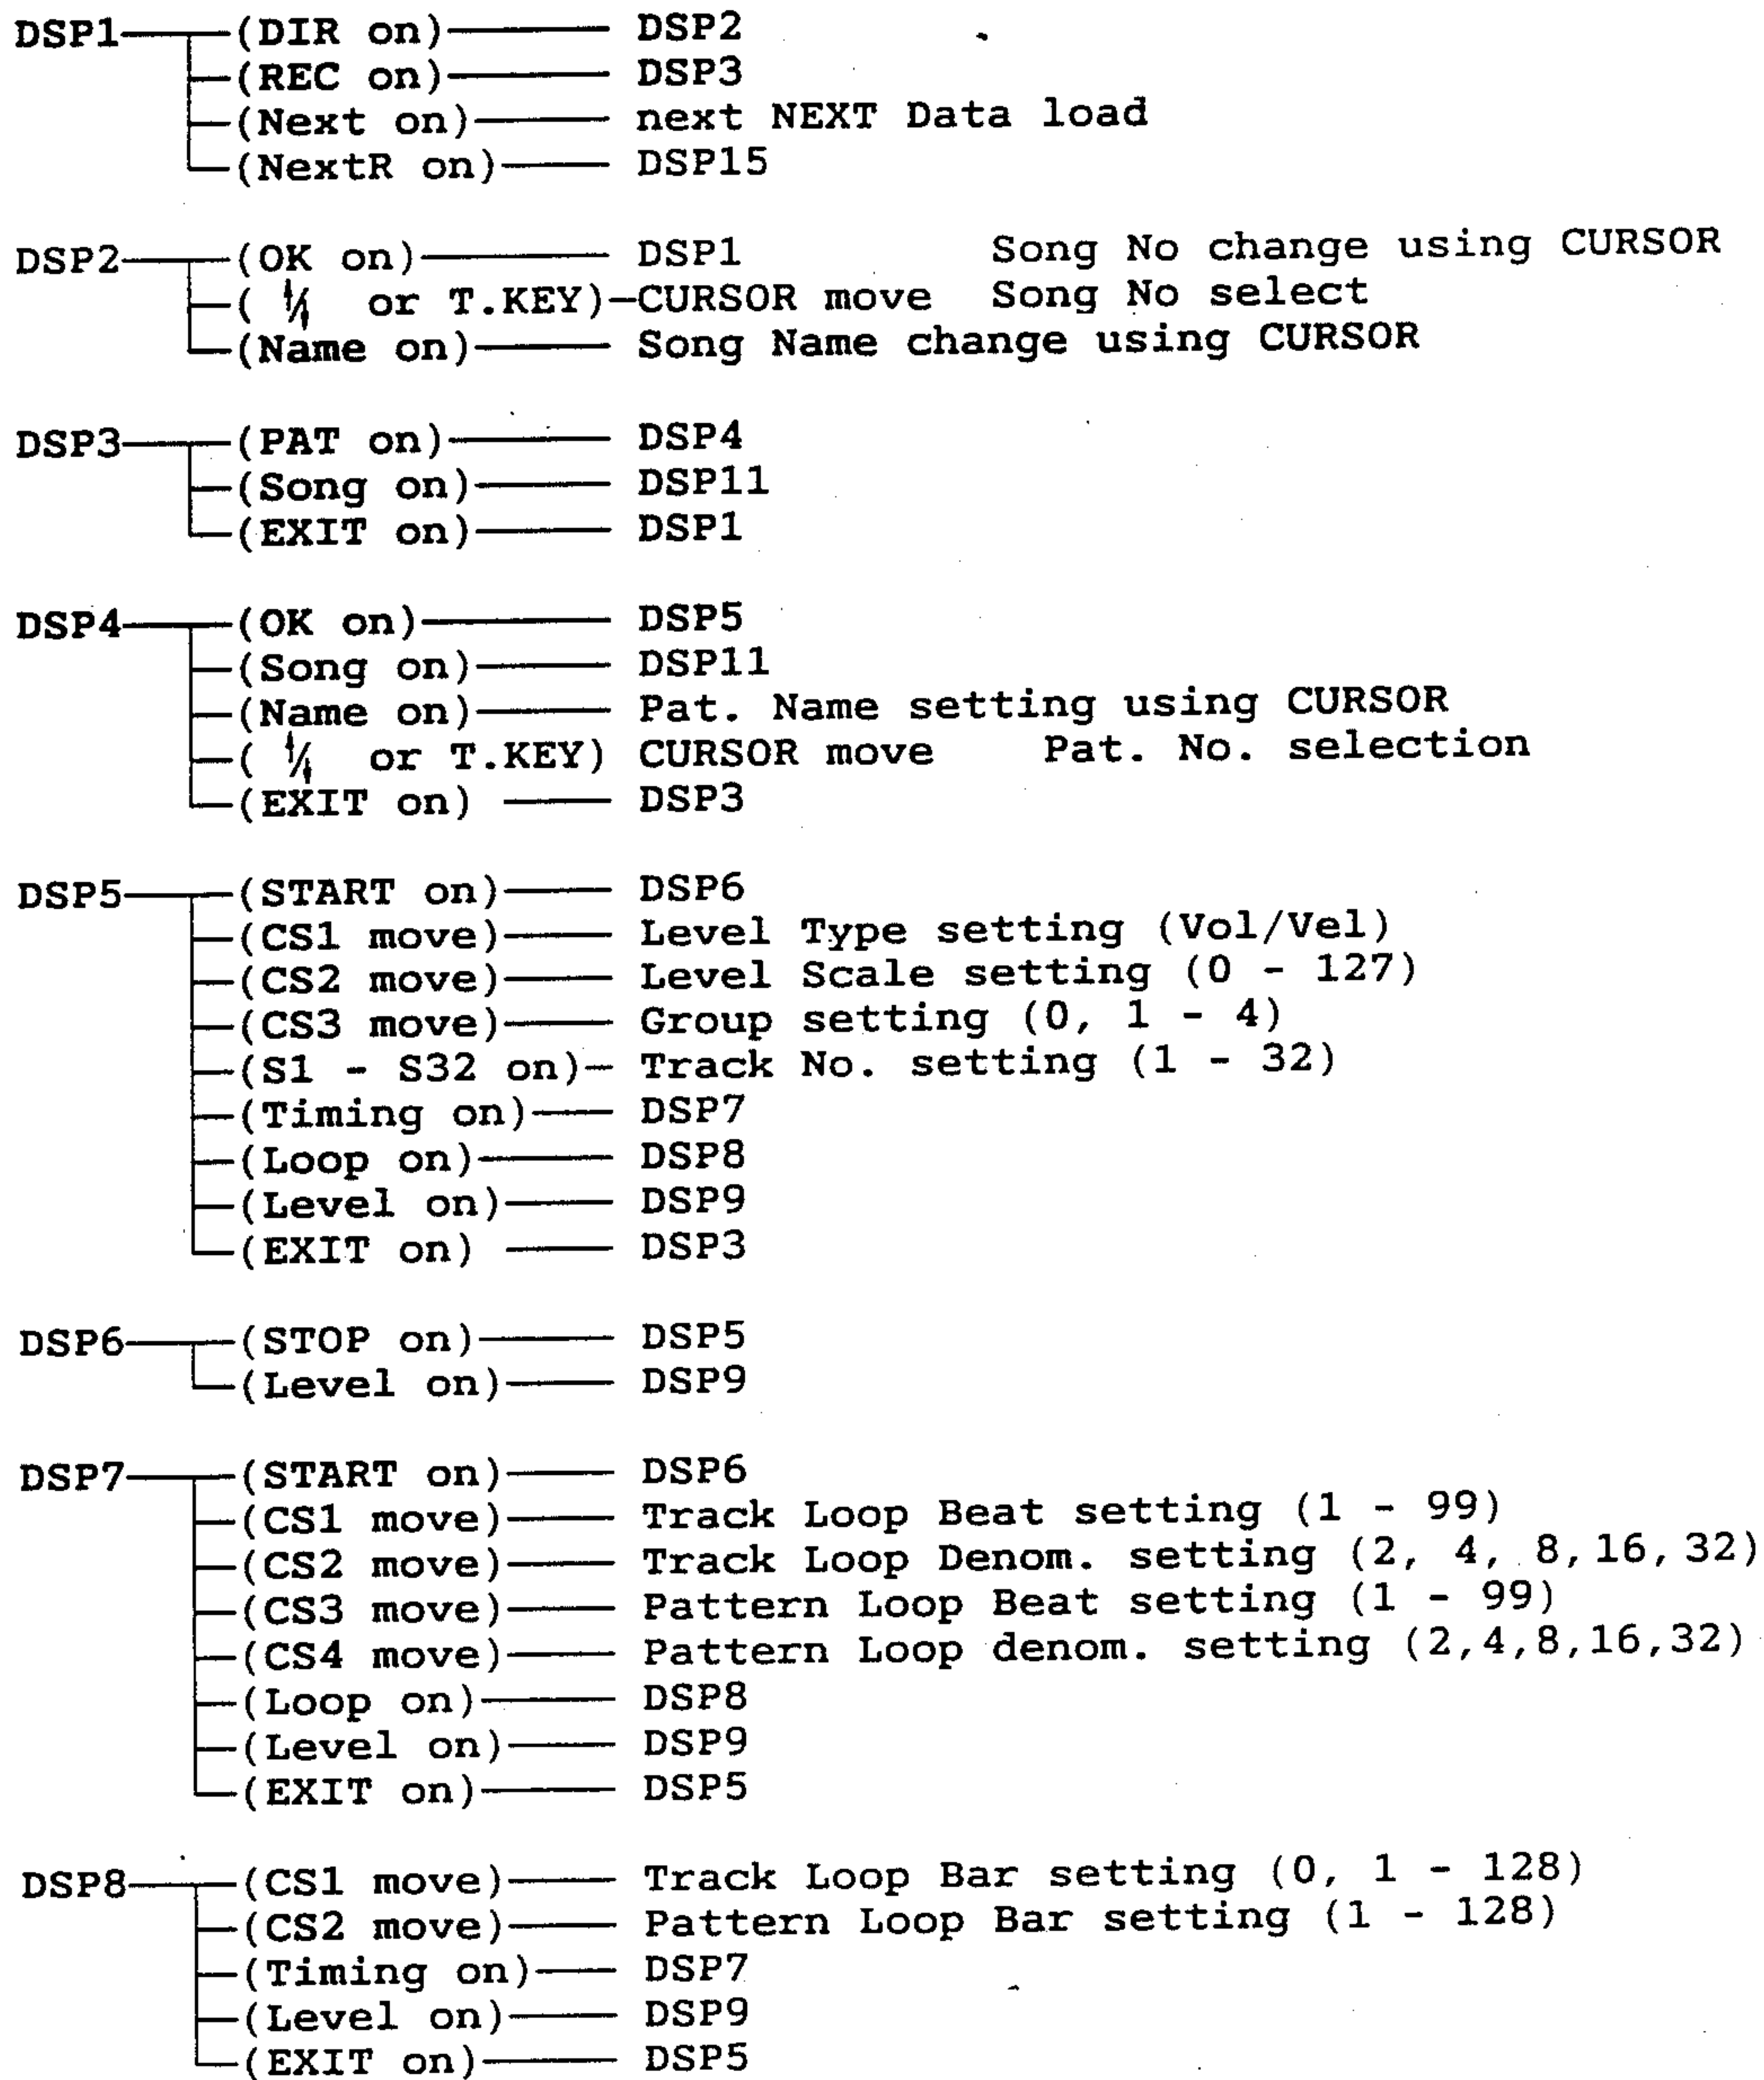 DSP1 (DIR on) DSP2
(REC on) DSP3
(Next on) next NEXT Data load
(NextR on) DSP15
DSP2 (OK on) DSP1 Song No change using CURSOR
( or T.KEY) CURSOR move Song No select
(Name on) Song Name change using CURSOR
DSP3 (PAT on) DSP4
(Song on) DSP11
(EXIT on) DSP1
DSP4 (OK on) DSP5
(Song on) DSP11
(Name on) Pat. Name setting using CURSOR
( or T.KEY) CURSOR move Pat. No. selection
(EXIT on) DSP3
DSP5 (START on) DSP6
(CS1 move) Level Type setting (Vol/Vel)
(CS2 move) Level Scale setting (0 - 127)
(CS3 move) Group setting (0, 1 - 4)
(S1 - S32 on) Track No. setting (1 - 32)
(Timing on) DSP7
(Loop on) DSP8
(Level on) DSP9
(EXIT on) DSP3
DSP6 (STOP on) DSP5
(Level on) DSP9
DSP7 (START on) DSP6
(CS1 move) Track Loop Beat setting (1 - 99)
(CS2 move) Track Loop Denom. setting (2, 4, 8,16,32)
(CS3 move) Pattern Loop Beat setting (1 - 99)
(CS4 move) Pattern Loop denom. setting (2,4,8,16,32)
(Loop on) DSP8
(Level on) DSP9
(EXIT on) DSP5
DSP8 (CS1 move) Track Loop Bar setting (0, 1 - 128)
(CS2 move) Pattern Loop Bar setting (1 - 128)
(Timing on) DSP7
(Level on) DSP9
(EXIT on) DSP5